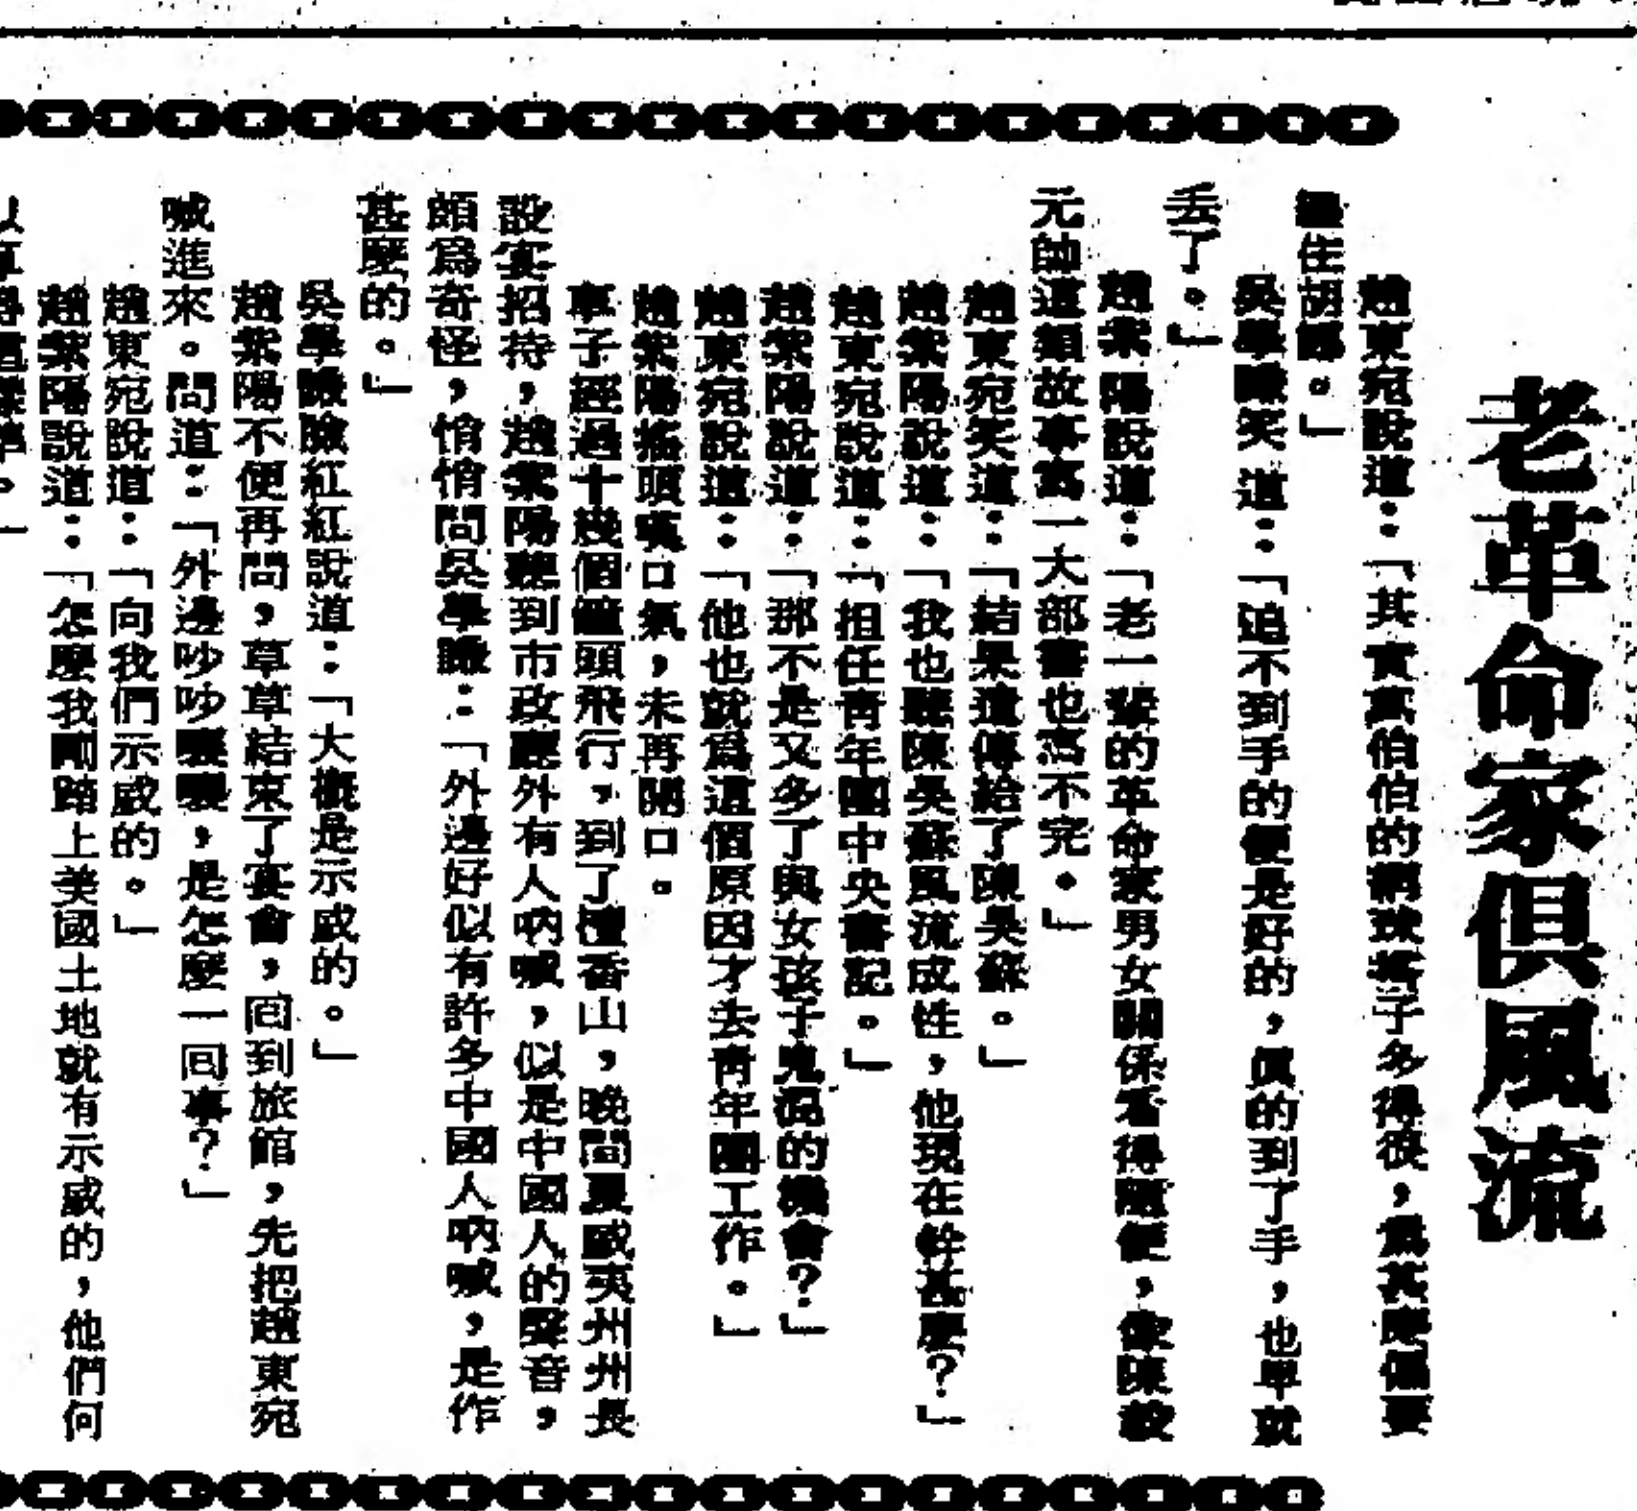 老革命家俱風流
趙東宛說道：「其實萬伯伯的漂亮孩子多得很，爲甚麼偏要
纏住胡娜。」
吳學謙笑道：「追不到手的便是好的，眞的到了手，也早就
丟了。」
趙紫陽說道：「老一輩的革命家男女關係看得隨便，像陳毅
元帥這類故事寫一大部書也寫不完。」
趙東宛笑道：「結果遺傳給了陳昊蘇。」
趙紫陽說道：「我也聽陳昊蘇風流成性，他現在幹甚麼？」
趙東宛說道：「担任青年團中央書記。」
趙紫陽說道：「那不是又多了與女孩子鬼混的機會？」
趙東宛說道：「他也就爲這個原因才去青年團工作。」
趙紫陽搖頭嘆口氣，未再開口。
專子經過十幾個鐘頭飛行，到了檀香山，晚間夏威夷州州長
設宴招待，趙紫陽聽到市政廳外有人吶喊，似是中國人的聲音，
頗爲奇怪，悄悄問吳學謙：「外邊好似有許多中國人吶喊，是作
甚麼的。」
吳學謙臉紅紅說道：「大槪是示威的。」
趙紫陽不便再問，草草結束了宴會，囘到旅館，先把趙東宛
喊進來。問道：「外邊吵吵嚷嚷，是怎麼一囘事？」
趙東宛說道：「向我們示威的。」
趙紫陽說道：「怎麼我剛踏上美國土地就有示威的，他們何